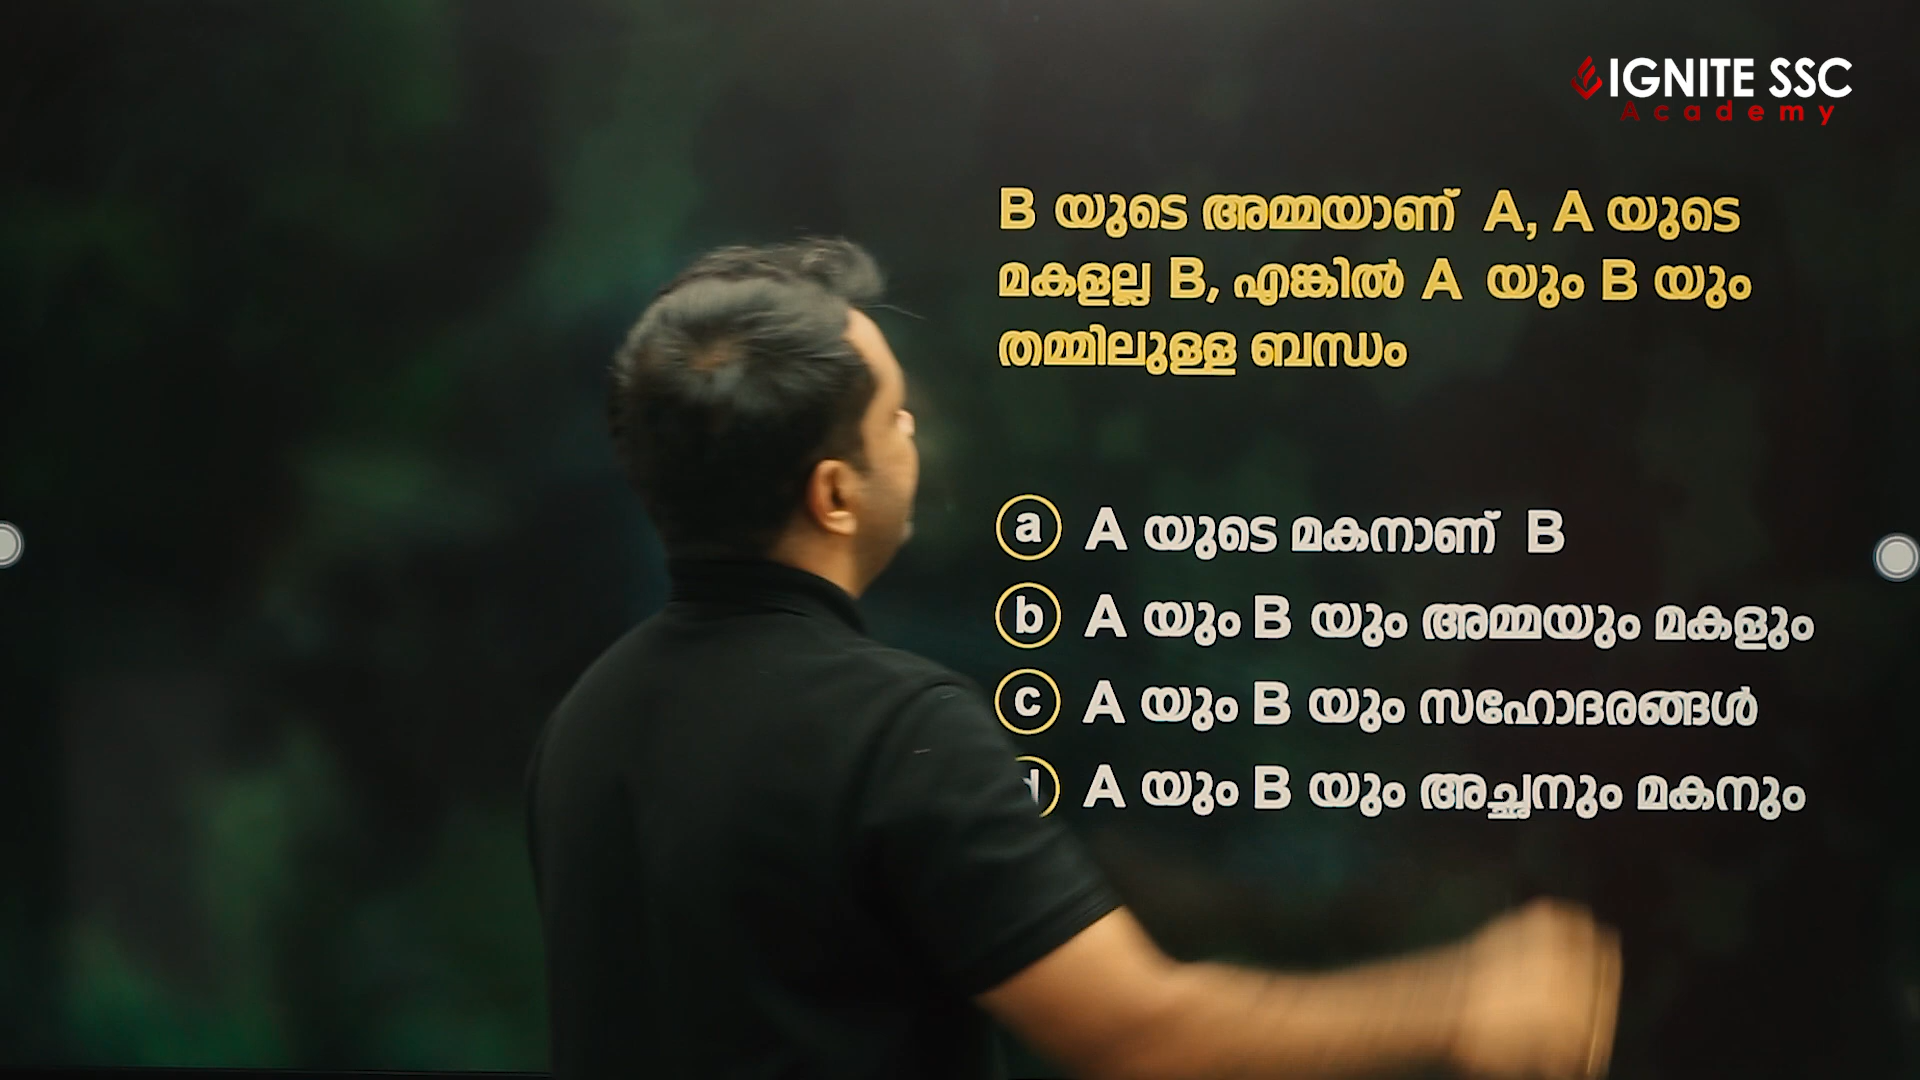 IGNITE SSC
Academy
B യുടെ അമ്മയാണ് A, A യുടെ
മകളല്ല B, എങ്കിൽ A യും B യും
തമ്മിലുള്ള ബന്ധം
a A യുടെ മകനാണ് B
b A യും B യും അമ്മയും മകളും
c A യും B യും സഹോദരങ്ങൾ
d A യും B യും അച്ഛനും മകനും